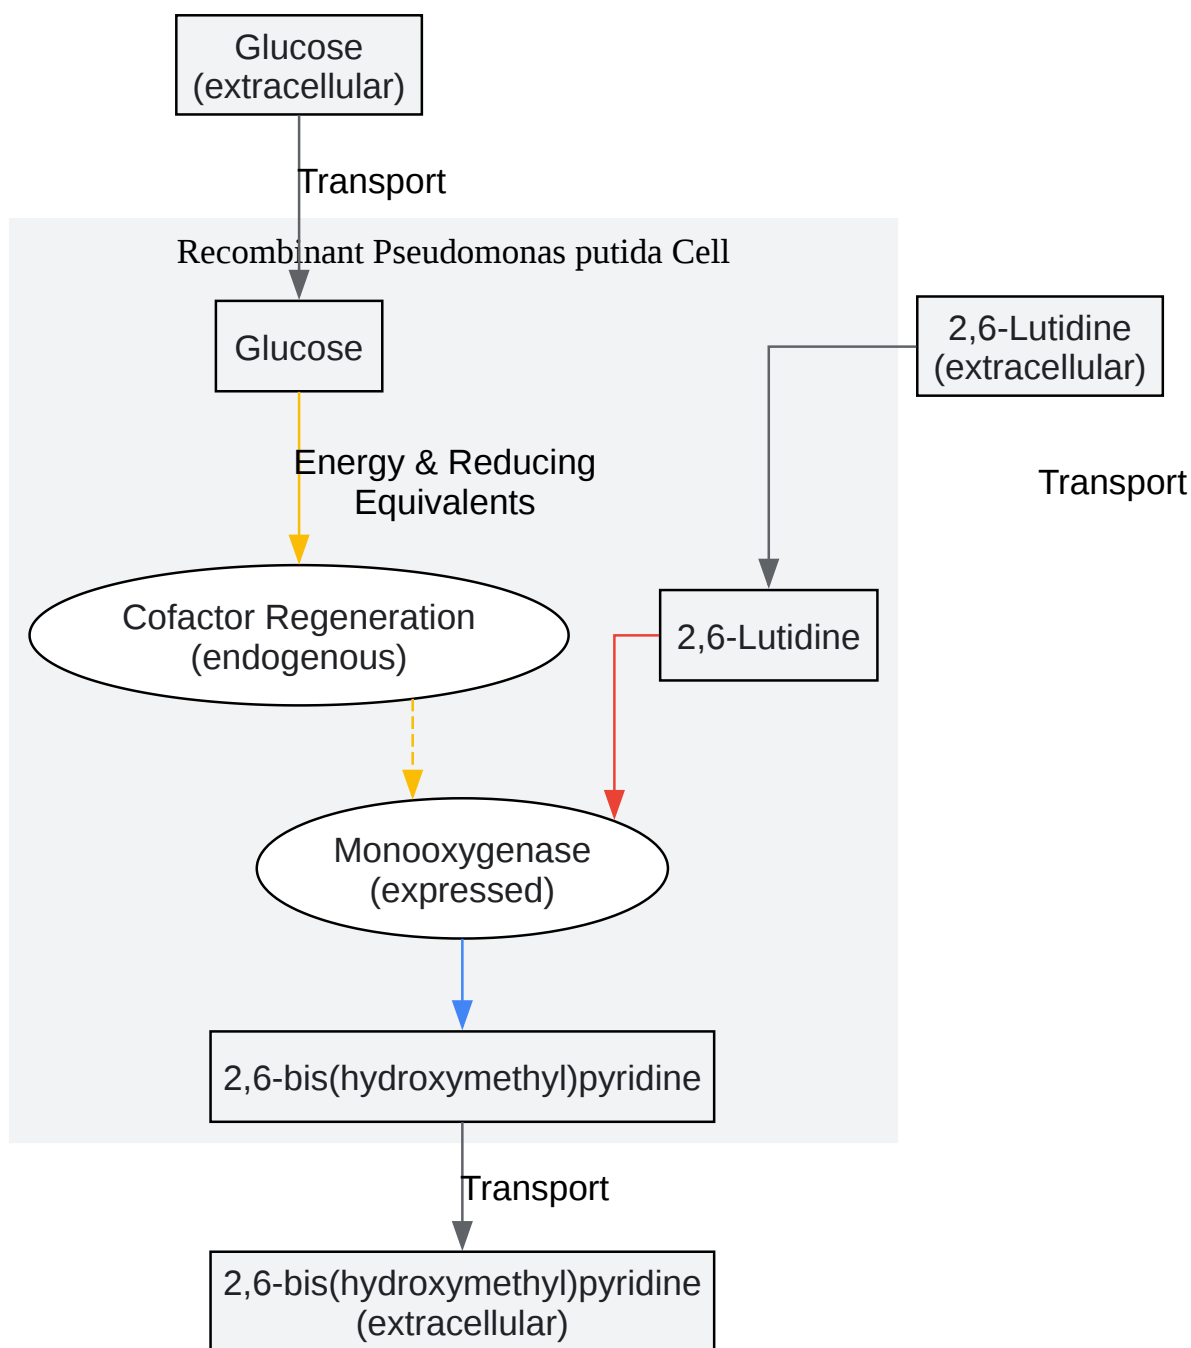 Glucose
(extracellular)
Transport
Recombinant Pseudomonas putida Cell
Glucose
2,6-Lutidine
(extracellular)
Energy & Reducing
Equivalents
Transport
Cofactor Regeneration
(endogenous)
2,6-Lutidine
Monooxygenase
(expressed)
2,6-bis(hydroxymethyl)pyridine
Transport
2,6-bis(hydroxymethyl)pyridine
(extracellular)